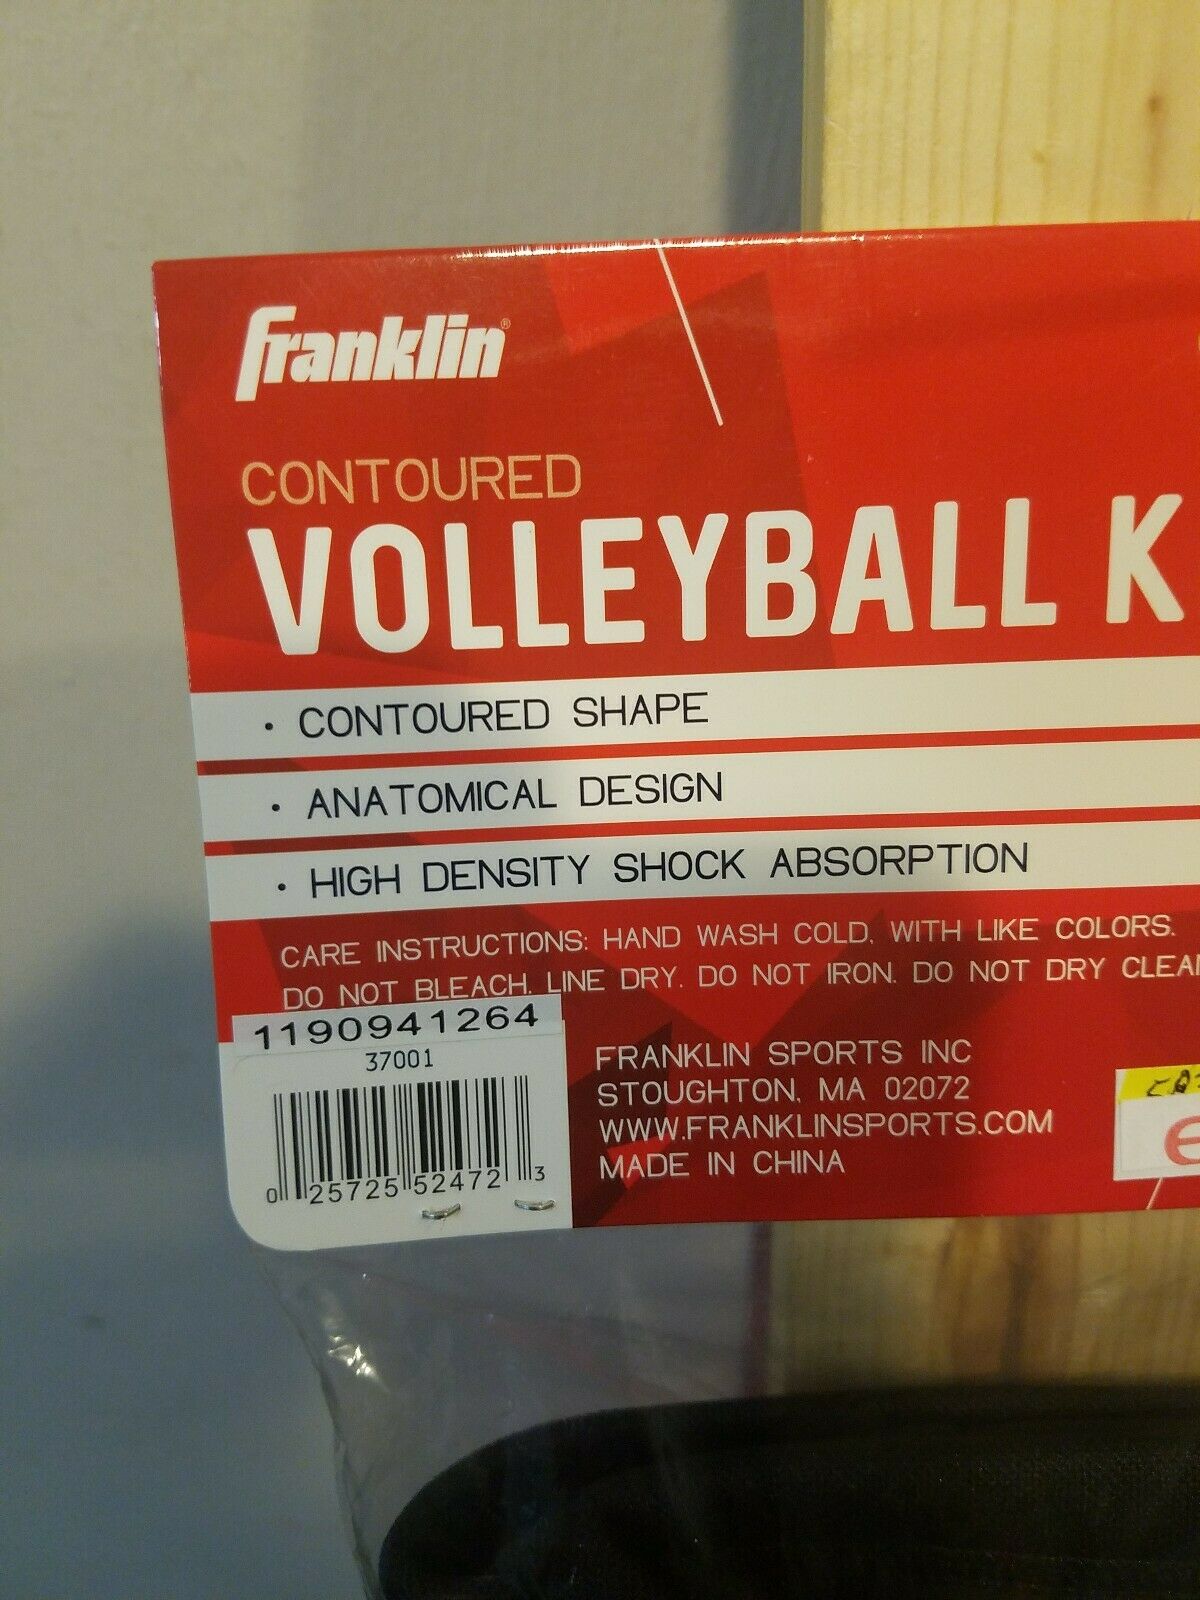 franklin®
CONTOURED
VOLLEYBALL K
· CONTOURED SHAPE
· ANATOMICAL DESIGN
· HIGH DENSITY SHOCK ABSORPTION
CARE INSTRUCTIONS: HAND WASH COLD, WITH LIKE COLORS.
DO NOT BLEACH. LINE DRY. DO NOT IRON. DO NOT DRY CLEA
1190941264
37001
0 25725 52472 3
FRANKLIN SPORTS INC
STOUGHTON, MA 02072
WWW.FRANKLINSPORTS.COM
MADE IN CHINA